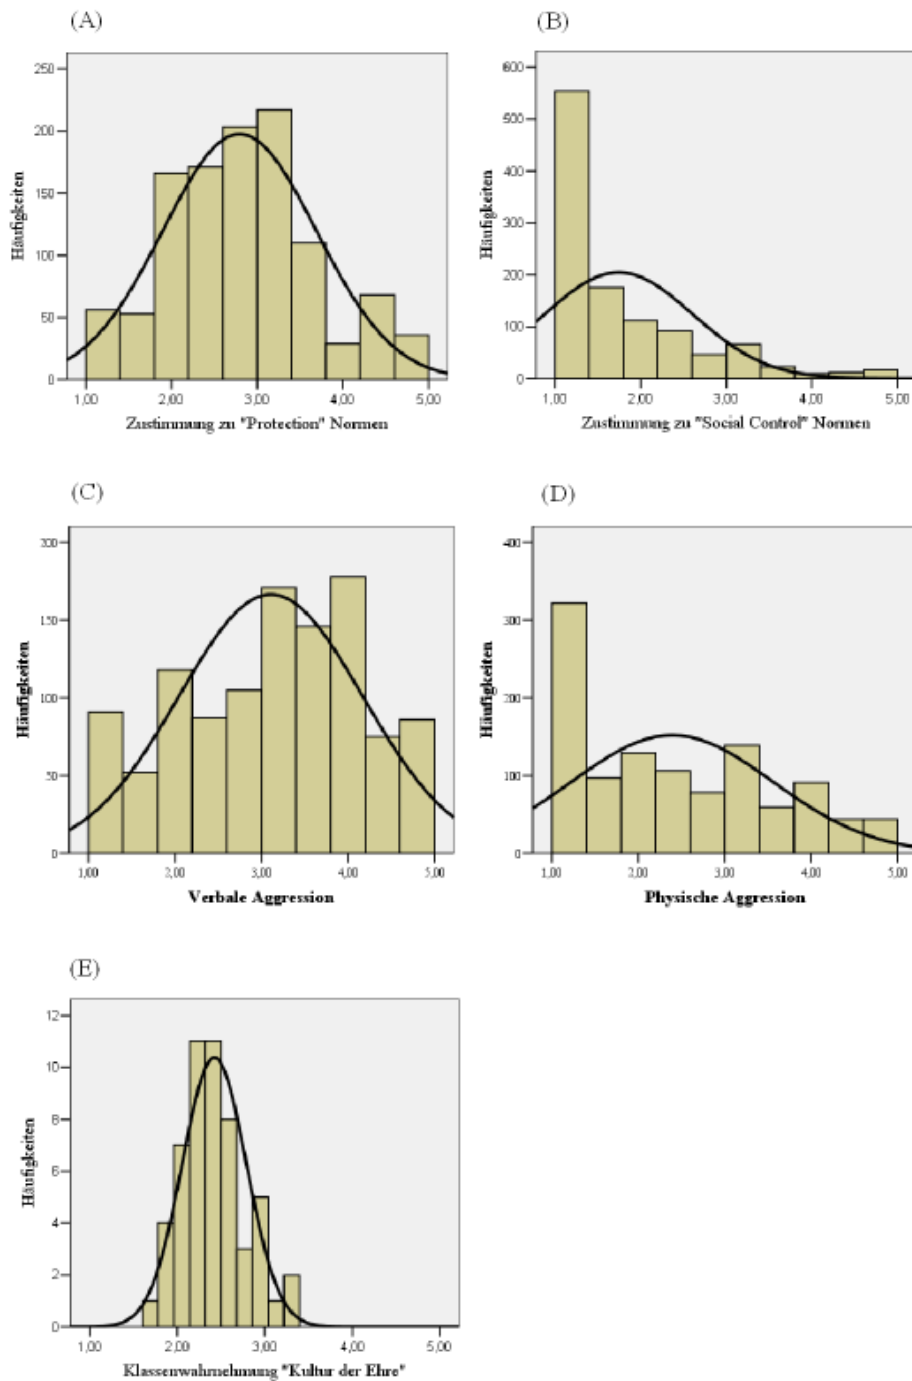 (A)
250
200
150
100
50
0
Häufigkeiten
1,00 2,00 3,00 4,00 5,00
Zustimmung zu "Protection" Normen
(B)
600
500
400
300
200
100
0
Häufigkeiten
1,00 2,00 3,00 4,00 5,00
Zustimmung zu "Social Control" Normen
(C)
200
150
100
50
0
Häufigkeiten
1,00 2,00 3,00 4,00 5,00
Verbale Aggression
(D)
400
300
200
100
0
Häufigkeiten
1,00 2,00 3,00 4,00 5,00
Physische Aggression
(E)
12
10
8
6
4
2
0
Häufigkeiten
1,00 2,00 3,00 4,00 5,00
Klassenwahrnehmung "Kultur der Ehre"